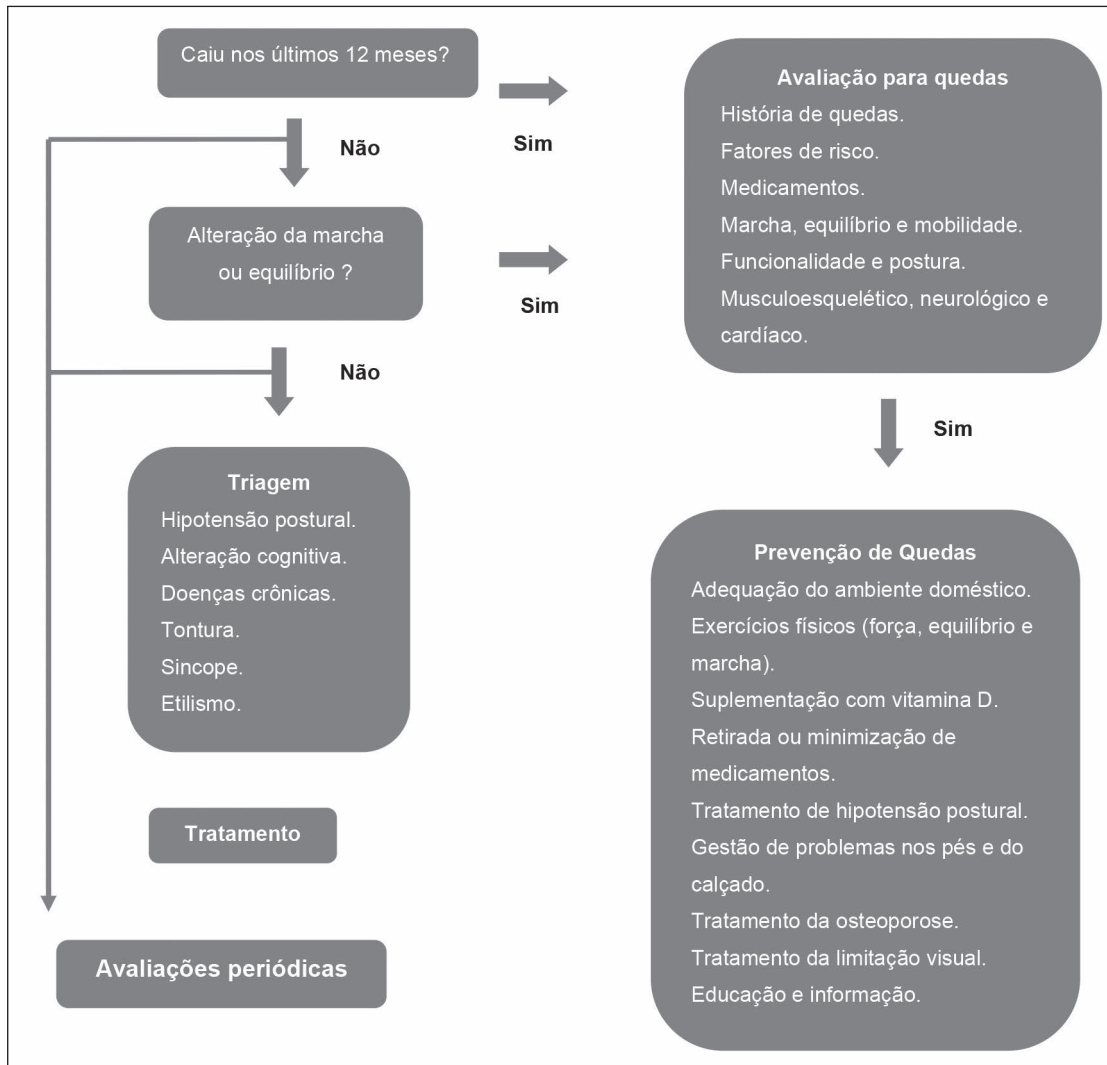 Caiu nos últimos 12 meses?
Não
Sim
Alteração da marcha
ou equilíbrio ?
Não
Sim
Triagem
Hipotensão postural.
Alteração cognitiva.
Doenças crônicas.
Tontura.
Sincope.
Etilismo.
Tratamento
Avaliações periódicas
Avaliação para quedas
História de quedas.
Fatores de risco.
Medicamentos.
Marcha, equilíbrio e mobilidade.
Funcionalidade e postura.
Musculoesquelético, neurológico e
cardíaco.
Sim
Prevenção de Quedas
Adequação do ambiente doméstico.
Exercícios físicos (força, equilíbrio e
marcha).
Suplementação com vitamina D.
Retirada ou minimização de
medicamentos.
Tratamento de hipotensão postural.
Gestão de problemas nos pés e do
calçado.
Tratamento da osteoporose.
Tratamento da limitação visual.
Educação e informação.